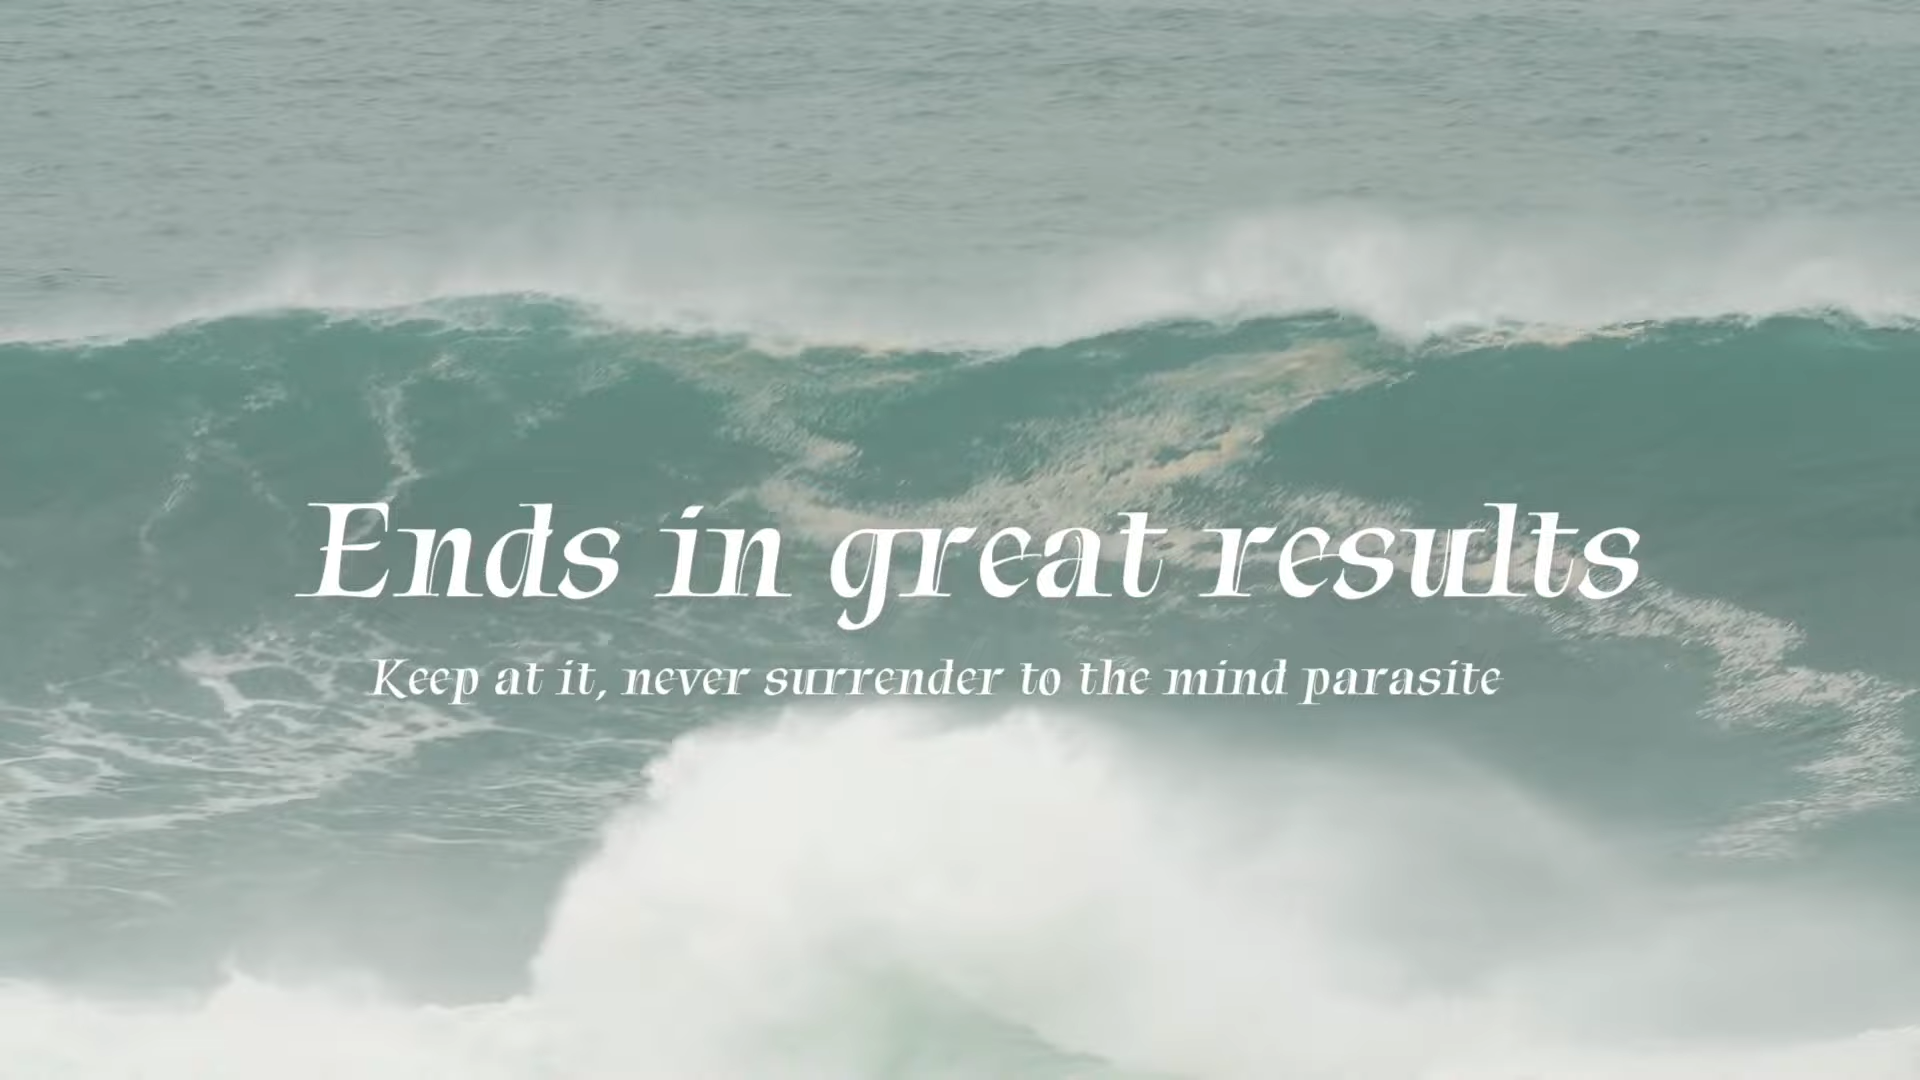 Ends in great results
Keep at it, never surrender to the mind parasite